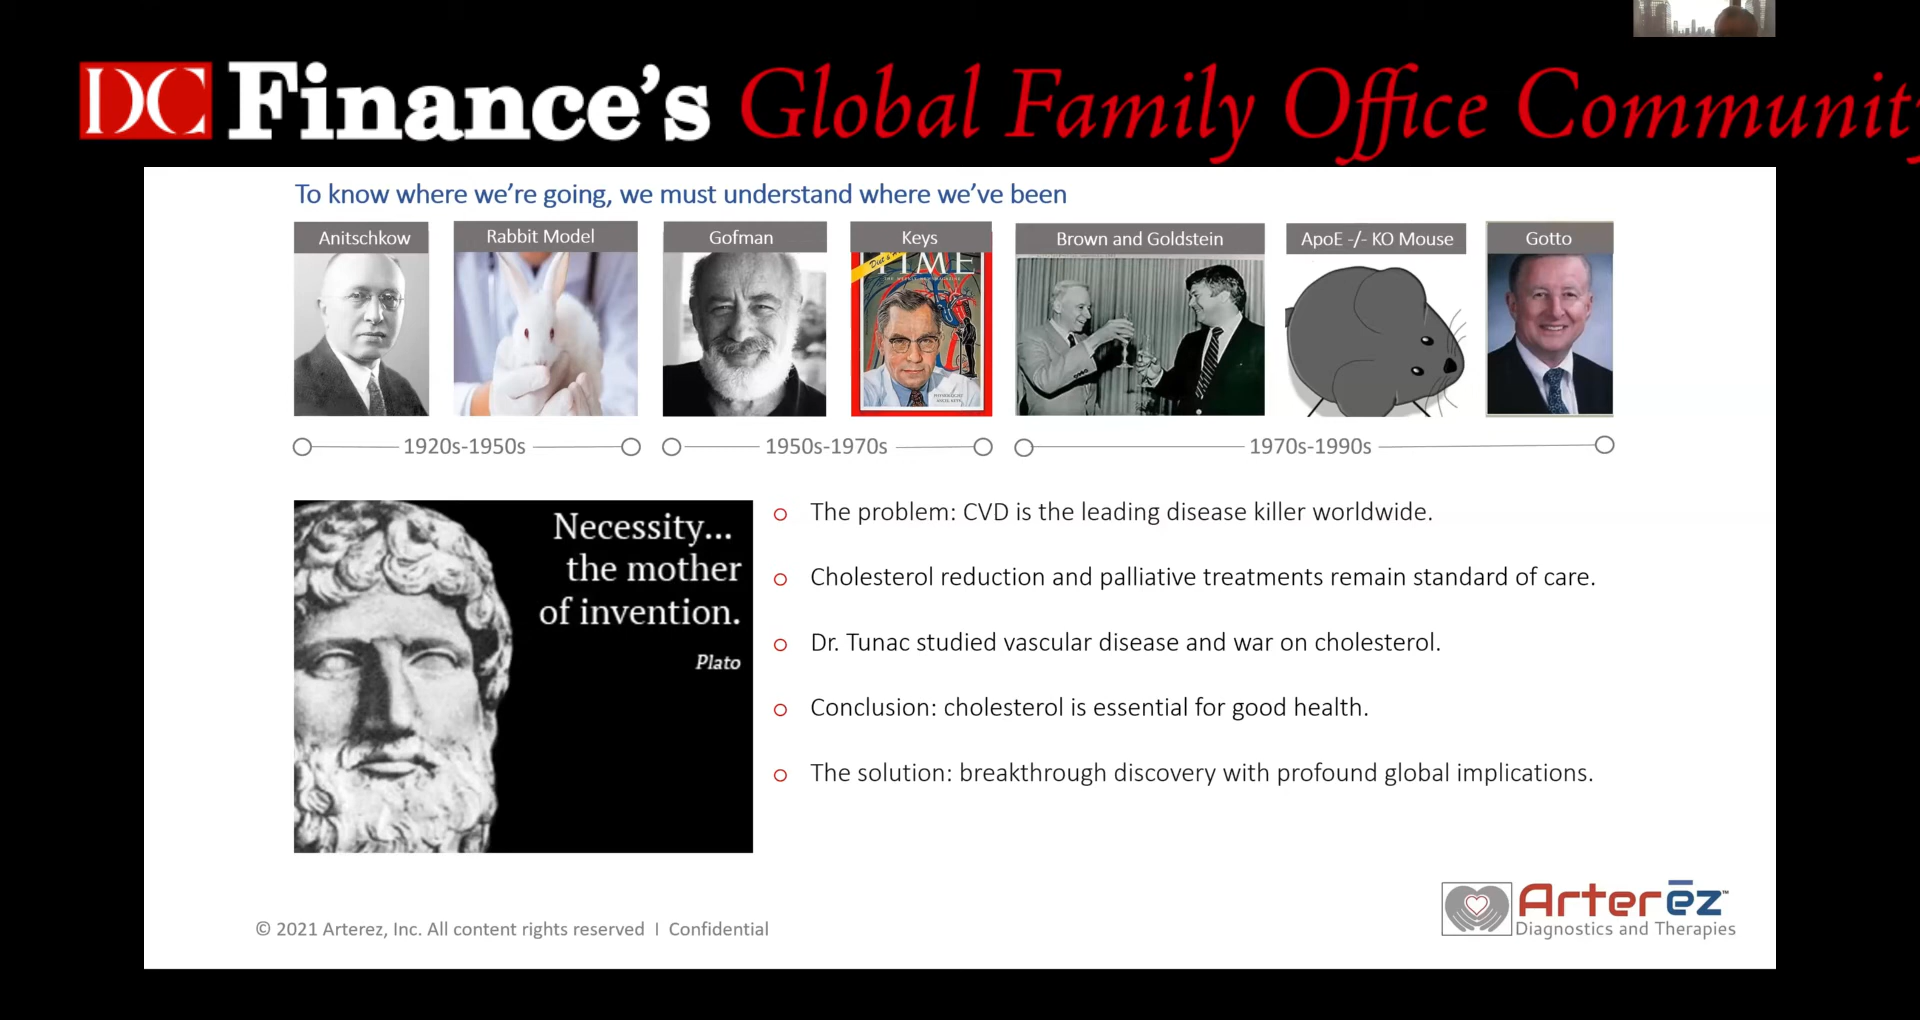 DC Finance's Global Family Office Community
To know where we're going, we must understand where we've been
Anitschkow
Rabbit Model
Gofman
Keys
Brown and Goldstein
ApoE -/- KO Mouse
Gotto
TIME
1920s-1950s
1950s-1970s
1970s-1990s
Necessity...
the mother
of invention.
Plato
The problem: CVD is the leading disease killer worldwide.
Cholesterol reduction and palliative treatments remain standard of care.
Dr. Tunac studied vascular disease and war on cholesterol.
Conclusion: cholesterol is essential for good health.
The solution: breakthrough discovery with profound global implications.
© 2021 Arterez, Inc. All content rights reserved I Confidential
Arterēz™
Diagnostics and Therapies